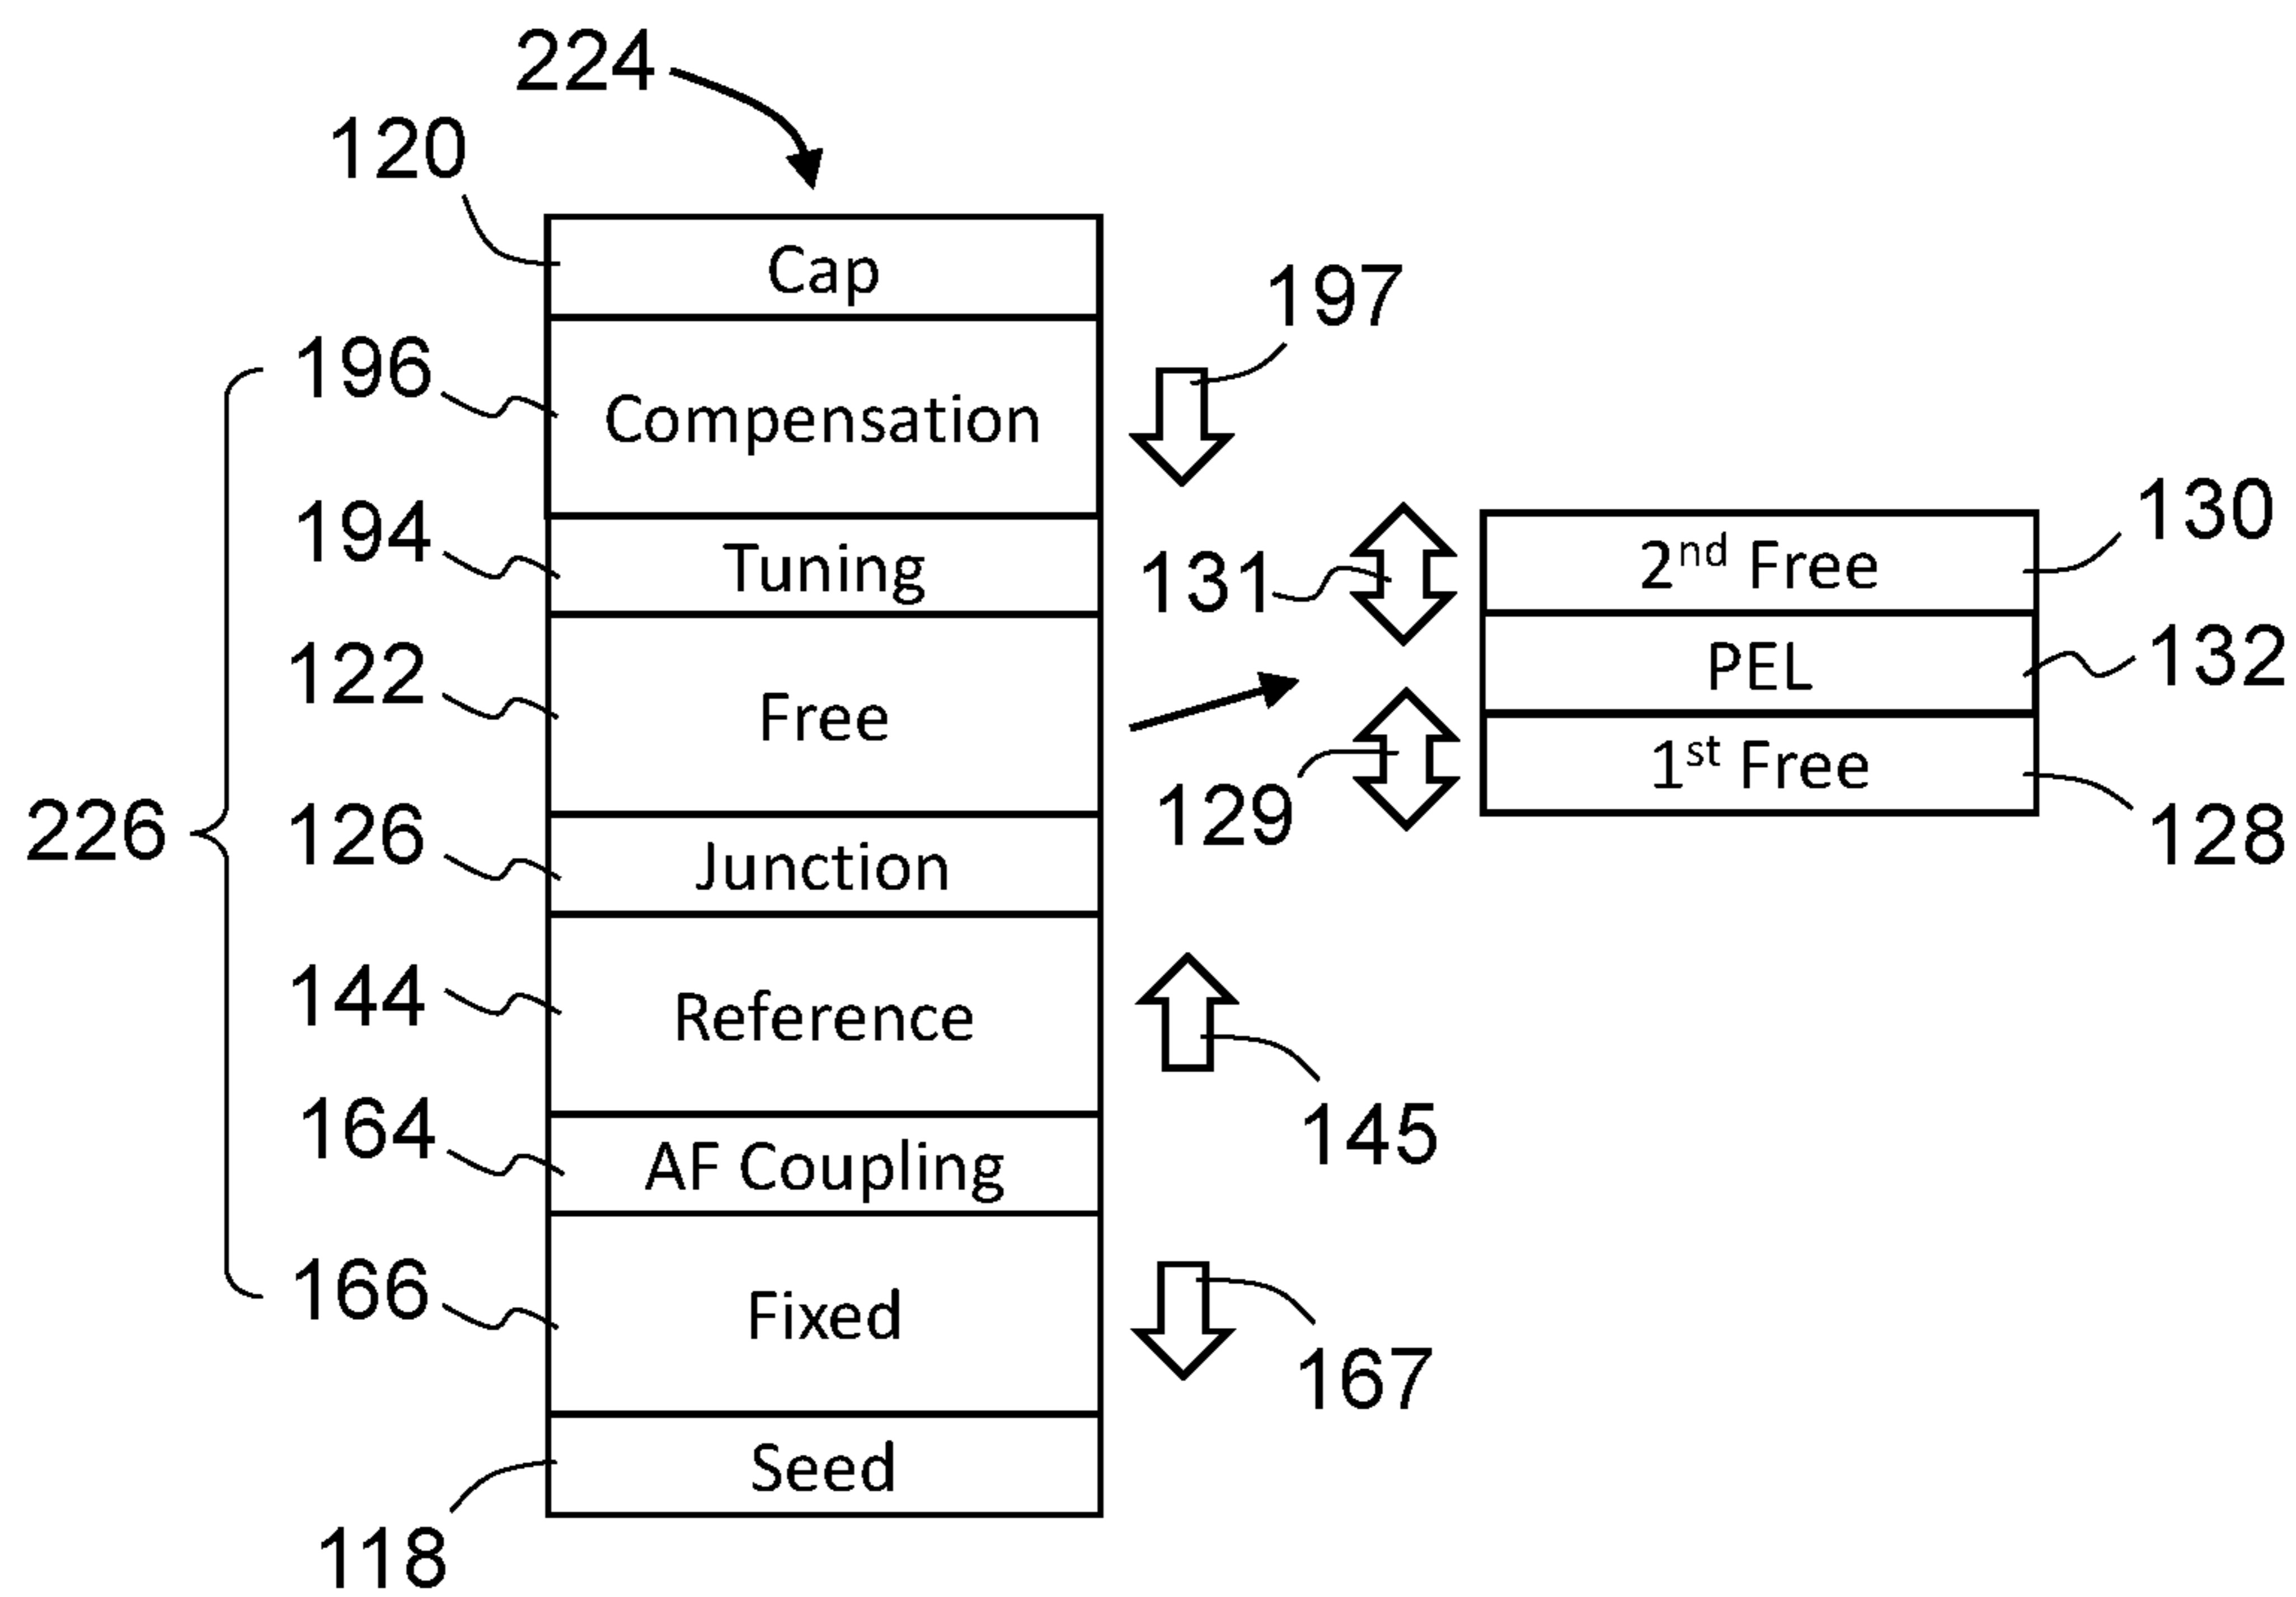 224
120
Cap
197
196
Compensation
130
194
Tuning
131
2nd Free
122
Free
PEL
132
226
126
Junction
129
1st Free
128
144
Reference
164
AF Coupling
145
166
Fixed
167
Seed
118